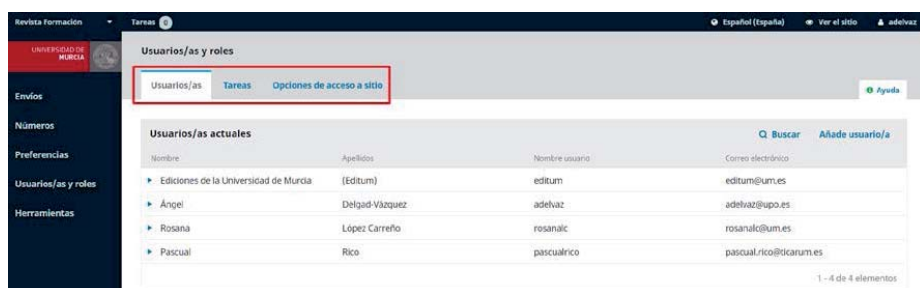 Revista Formación Tareas 0 Español (España) Ver el sitio adelvaz
UNIVERSIDAD DE
MURCIA
Usuarios/as y roles
Usuarios/as Tareas Opciones de acceso a sitio
Ayuda
Envíos
Números
Preferencias
Usuarios/as y roles
Herramientas
Usuarios/as actuales Buscar Añade usuario/a
Nombre Apellidos Nombre usuario Correo electrónico
Ediciones de la Universidad de Murcia (Editum) editum editum@um.es
Ángel Delgad-Vázquez adelvaz adelvaz@upo.es
Rosana López Carreño rosanalc rosanalc@um.es
Pascual Rico pascualrico pascual.rico@ticarum.es
1 - 4 de 4 elementos